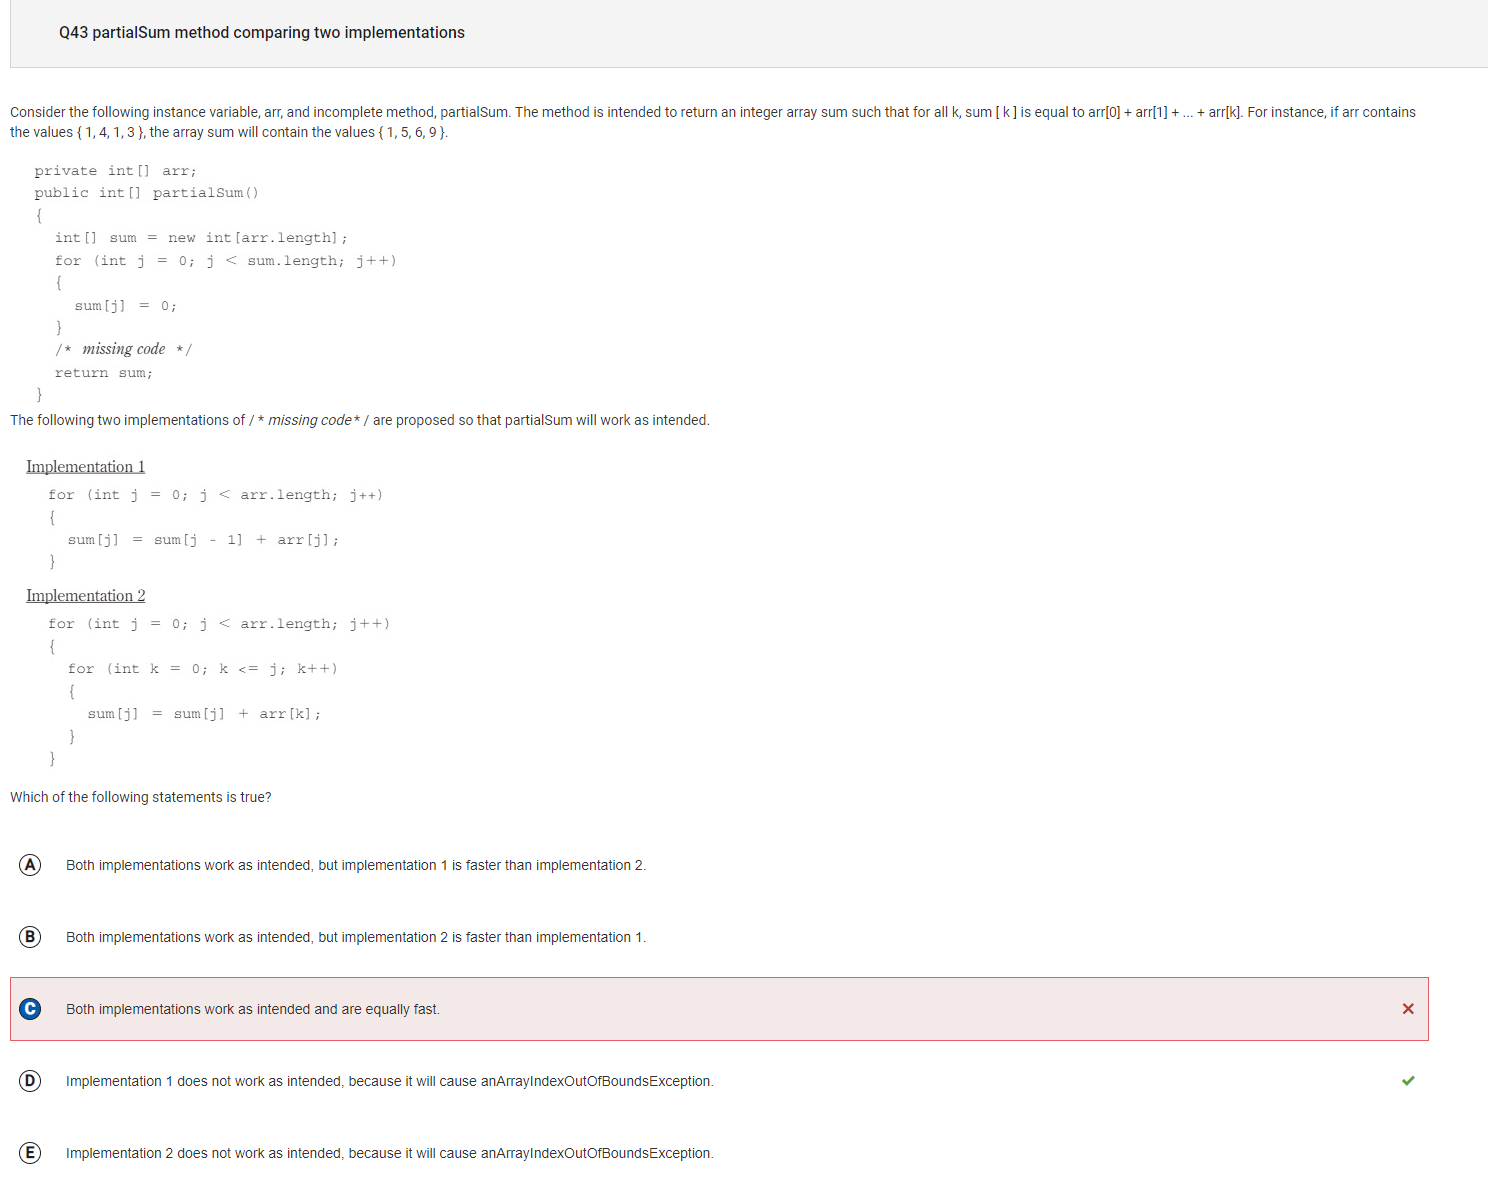 Q43 partialSum method comparing two implementations
Consider the following instance variable, arr, and incomplete method, partialSum. The method is intended to return an integer array sum such that for all k, sum [ k ] is equal to arr[0] + arr[1] + ... + arr[k]. For instance, if arr contains
the values { 1, 4, 1, 3 }, the array sum will contain the values { 1, 5, 6, 9 }.
private int[] arr;
public int[] partialSum()
{
int[] sum = new int[arr.length];
for (int j = 0; j < sum.length; j++)
{
sum[j] = 0;
}
/* missing code */
return sum;
}
The following two implementations of / * missing code* / are proposed so that partialSum will work as intended.
Implementation 1
for (int j = 0; j < arr.length; j++)
{
sum[j] = sum[j - 1] + arr[j];
}
Implementation 2
for (int j = 0; j < arr.length; j++)
{
for (int k = 0; k <= j; k++)
{
sum[j] = sum[j] + arr[k];
}
}
Which of the following statements is true?
A Both implementations work as intended, but implementation 1 is faster than implementation 2.
B Both implementations work as intended, but implementation 2 is faster than implementation 1.
C Both implementations work as intended and are equally fast.
D Implementation 1 does not work as intended, because it will cause anArrayIndexOutOfBoundsException.
E Implementation 2 does not work as intended, because it will cause anArrayIndexOutOfBoundsException.